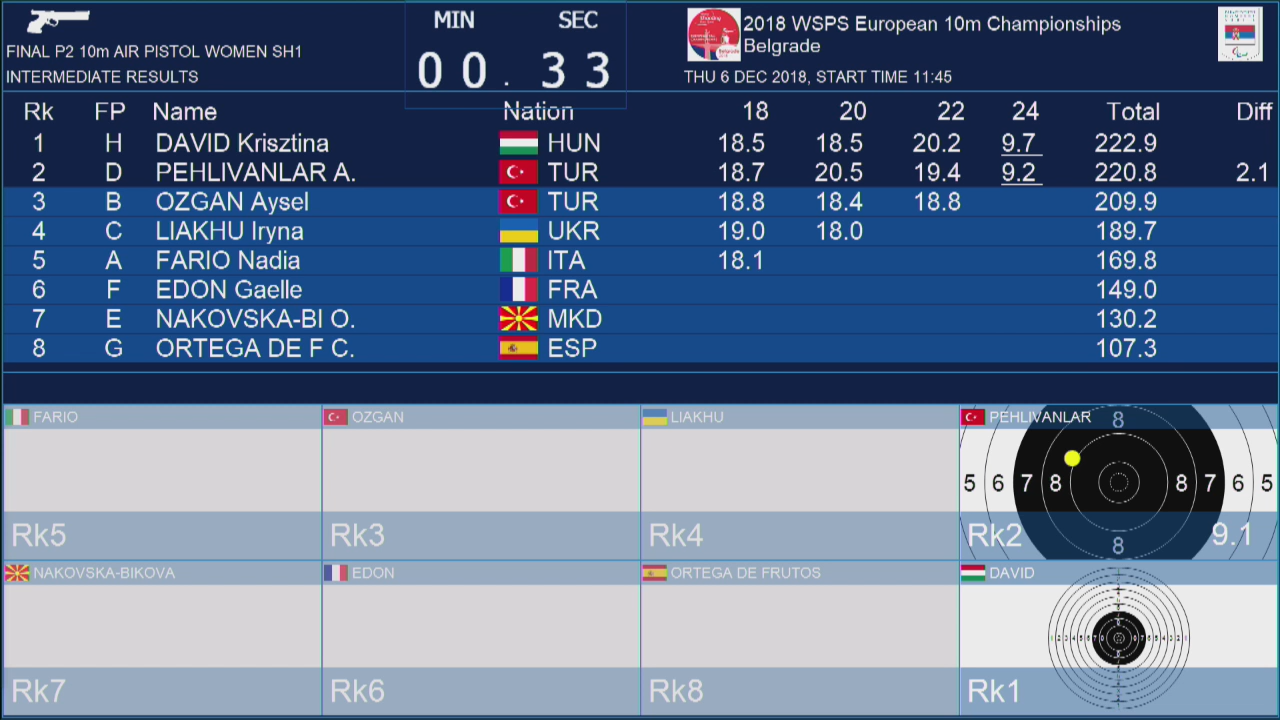 MIN SEC
00.33
FINAL P2 10m AIR PISTOL WOMEN SH1
INTERMEDIATE RESULTS
2018 WSPS European 10m Championships
Belgrade
THU 6 DEC 2018, START TIME 11:45
Rk FP Name Nation 18 20 22 24 Total Diff
1 H DAVID Krisztina HUN 18.5 18.5 20.2 9.7 222.9
2 D PEHLIVANLAR A. TUR 18.7 20.5 19.4 9.2 220.8 2.1
3 B OZGAN Aysel TUR 18.8 18.4 18.8 209.9
4 C LIAKHU Iryna UKR 19.0 18.0 189.7
5 A FARIO Nadia ITA 18.1 169.8
6 F EDON Gaelle FRA 149.0
7 E NAKOVSKA-BI O. MKD 130.2
8 G ORTEGA DE F C. ESP 107.3
FARIO OZGAN LIAKHU PEHLIVANLAR
8
5 6 7 8 8 7 6 5
8
Rk5 Rk3 Rk4 Rk2 9.1
NAKOVSKA-BIKOVA EDON ORTEGA DE FRUTOS DAVID
Rk7 Rk6 Rk8 Rk1